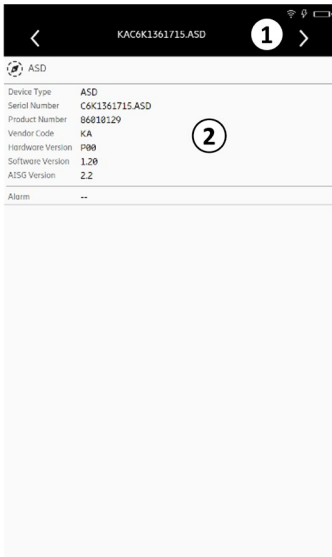 KAC6K1361715.ASD
1
ASD
Device Type ASD
Serial Number C6K1361715.ASD
Product Number 86010129
Vendor Code KA
Hardware Version P00
Software Version 1.20
AISG Version 2.2
2
Alarm --